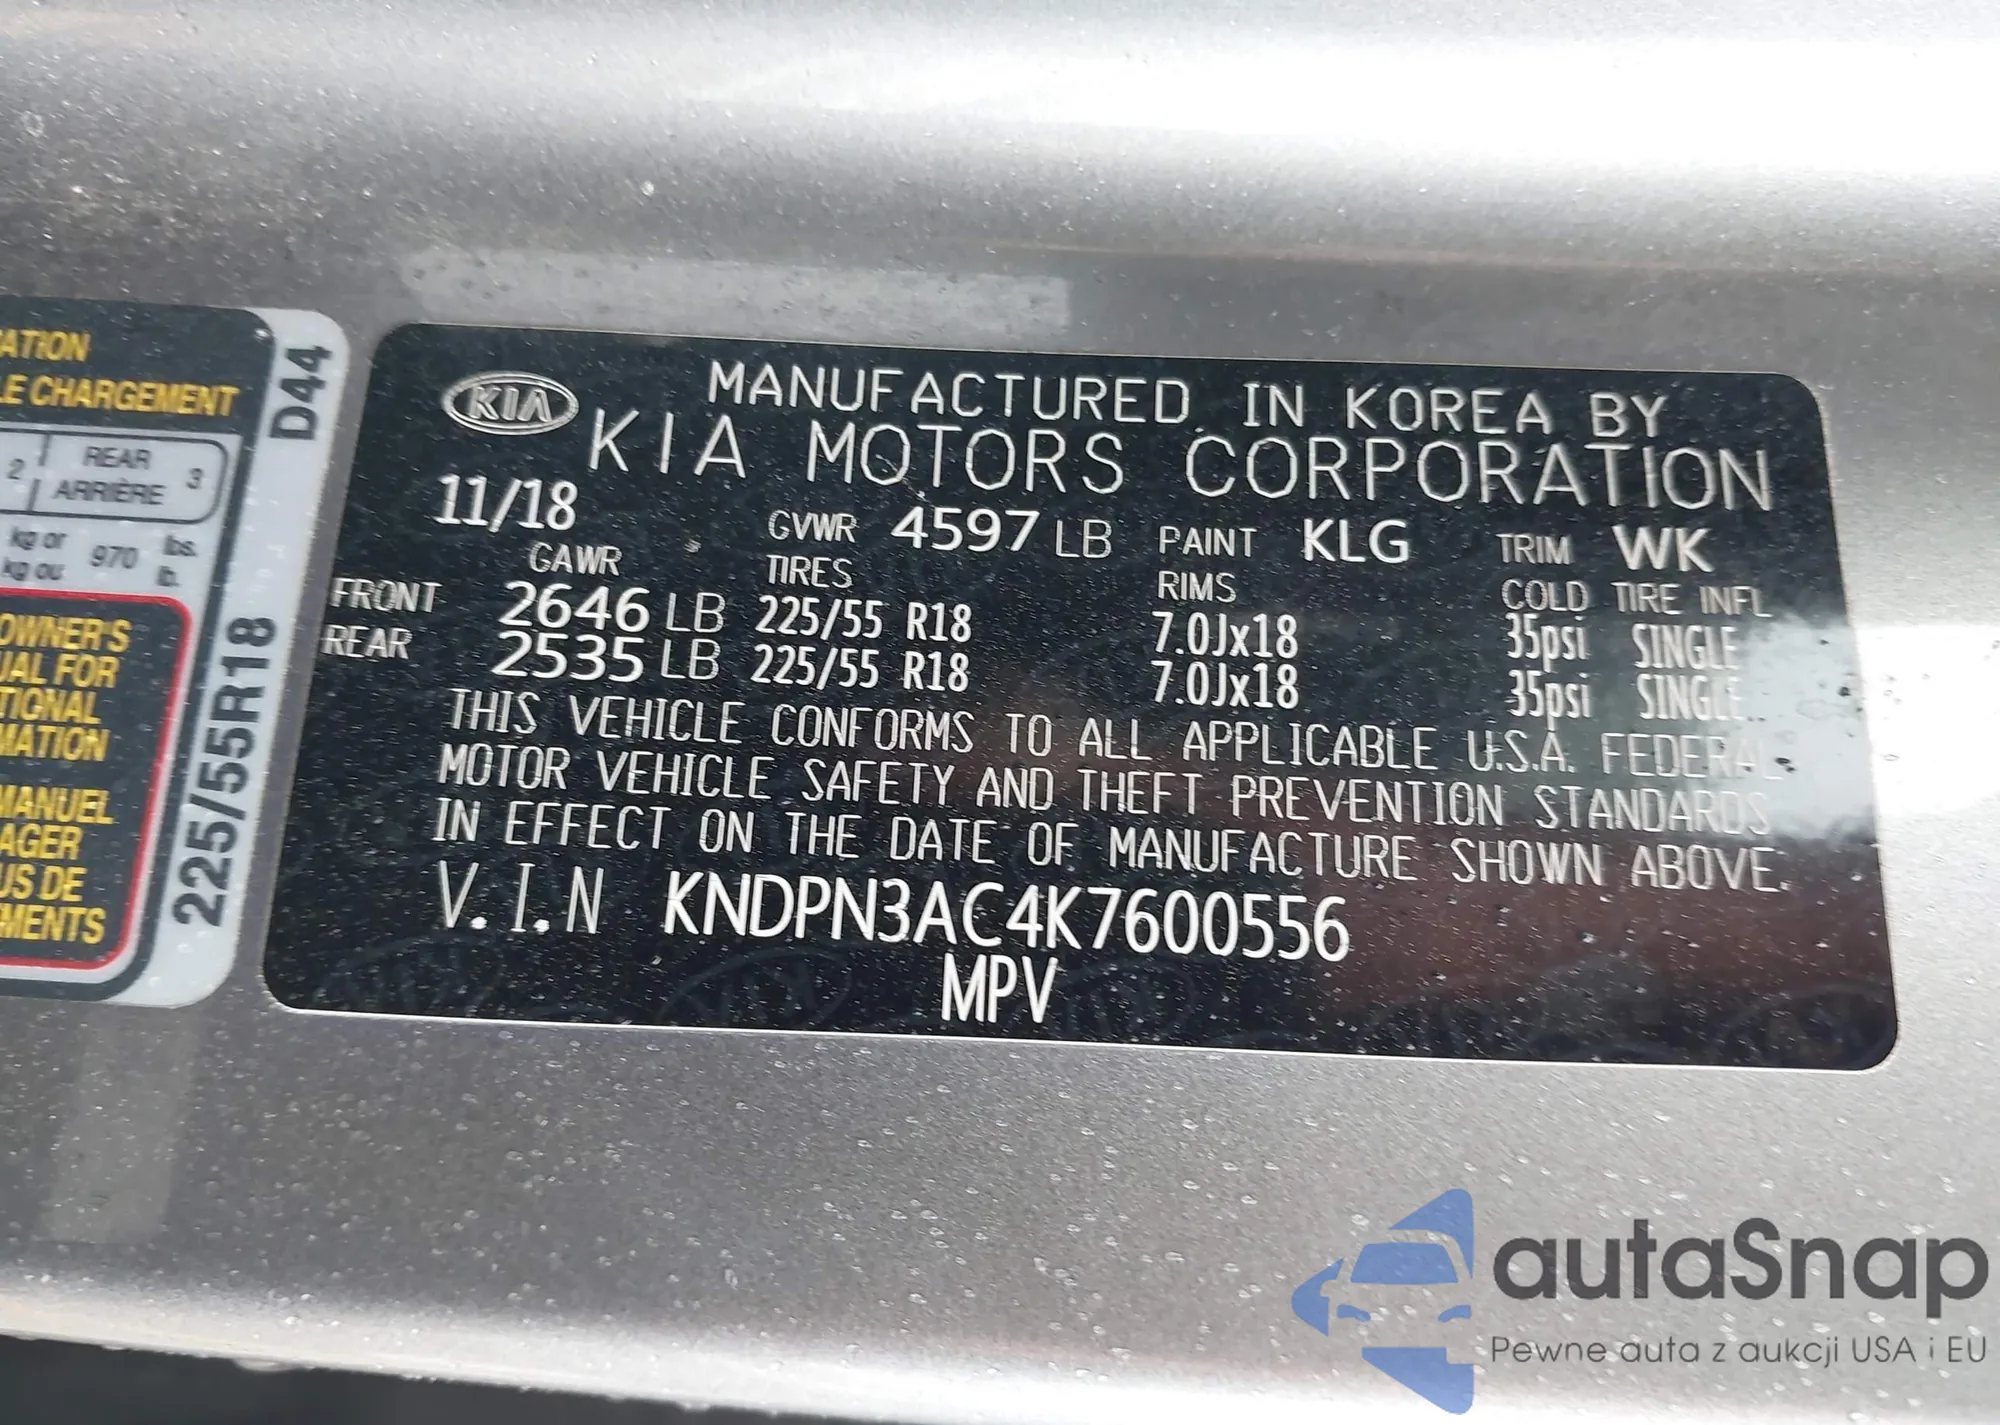 ATION
LE CHARGEMENT
2 REAR 3
ARRIÈRE
kg or 970 lbs.
kg ou lb.
OWNER'S
UAL FOR
TIONAL
MATION
MANUEL
AGER
US DE
MENTS
225/55R18 D44
KIA MANUFACTURED IN KOREA BY
KIA MOTORS CORPORATION
11/18 GVWR 4597 LB PAINT KLG TRIM WK
GAWR TIRES RIMS COLD TIRE INFL
FRONT 2646 LB 225/55 R18 7.0Jx18 35psi SINGLE
REAR 2535 LB 225/55 R18 7.0Jx18 35psi SINGLE
THIS VEHICLE CONFORMS TO ALL APPLICABLE U.S.A. FEDERAL
MOTOR VEHICLE SAFETY AND THEFT PREVENTION STANDARDS
IN EFFECT ON THE DATE OF MANUFACTURE SHOWN ABOVE.
V.I.N KNDPN3AC4K7600556
MPV
autaSnap
Pewne auta z aukcji USA i EU